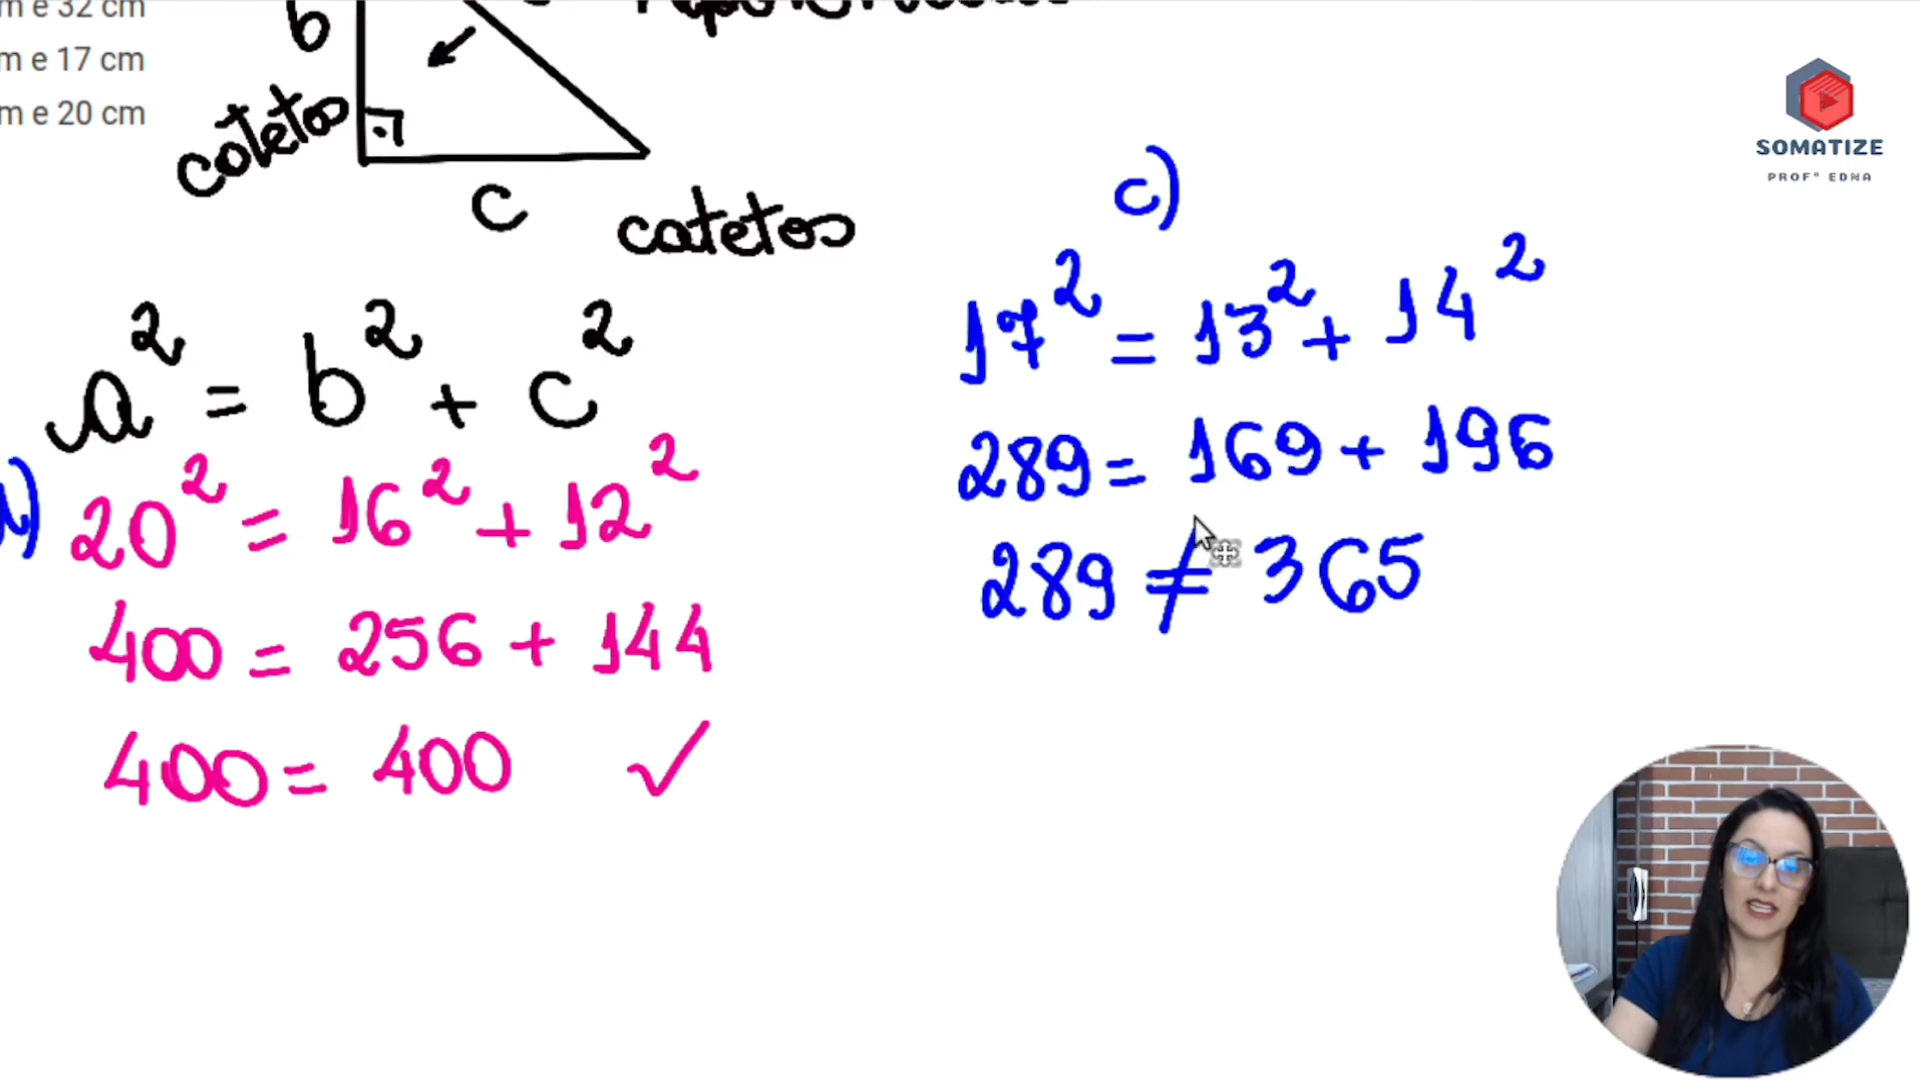 m e 32 cm
m e 17 cm
m e 20 cm
b
catetos
c
catetos
a² = b² + c²
20² = 16² + 12²
400 = 256 + 144
400 = 400 ✓
c)
17² = 13² + 14²
289 = 169 + 196
289 ≠ 365
SOMATIZE
PROFª EDNA